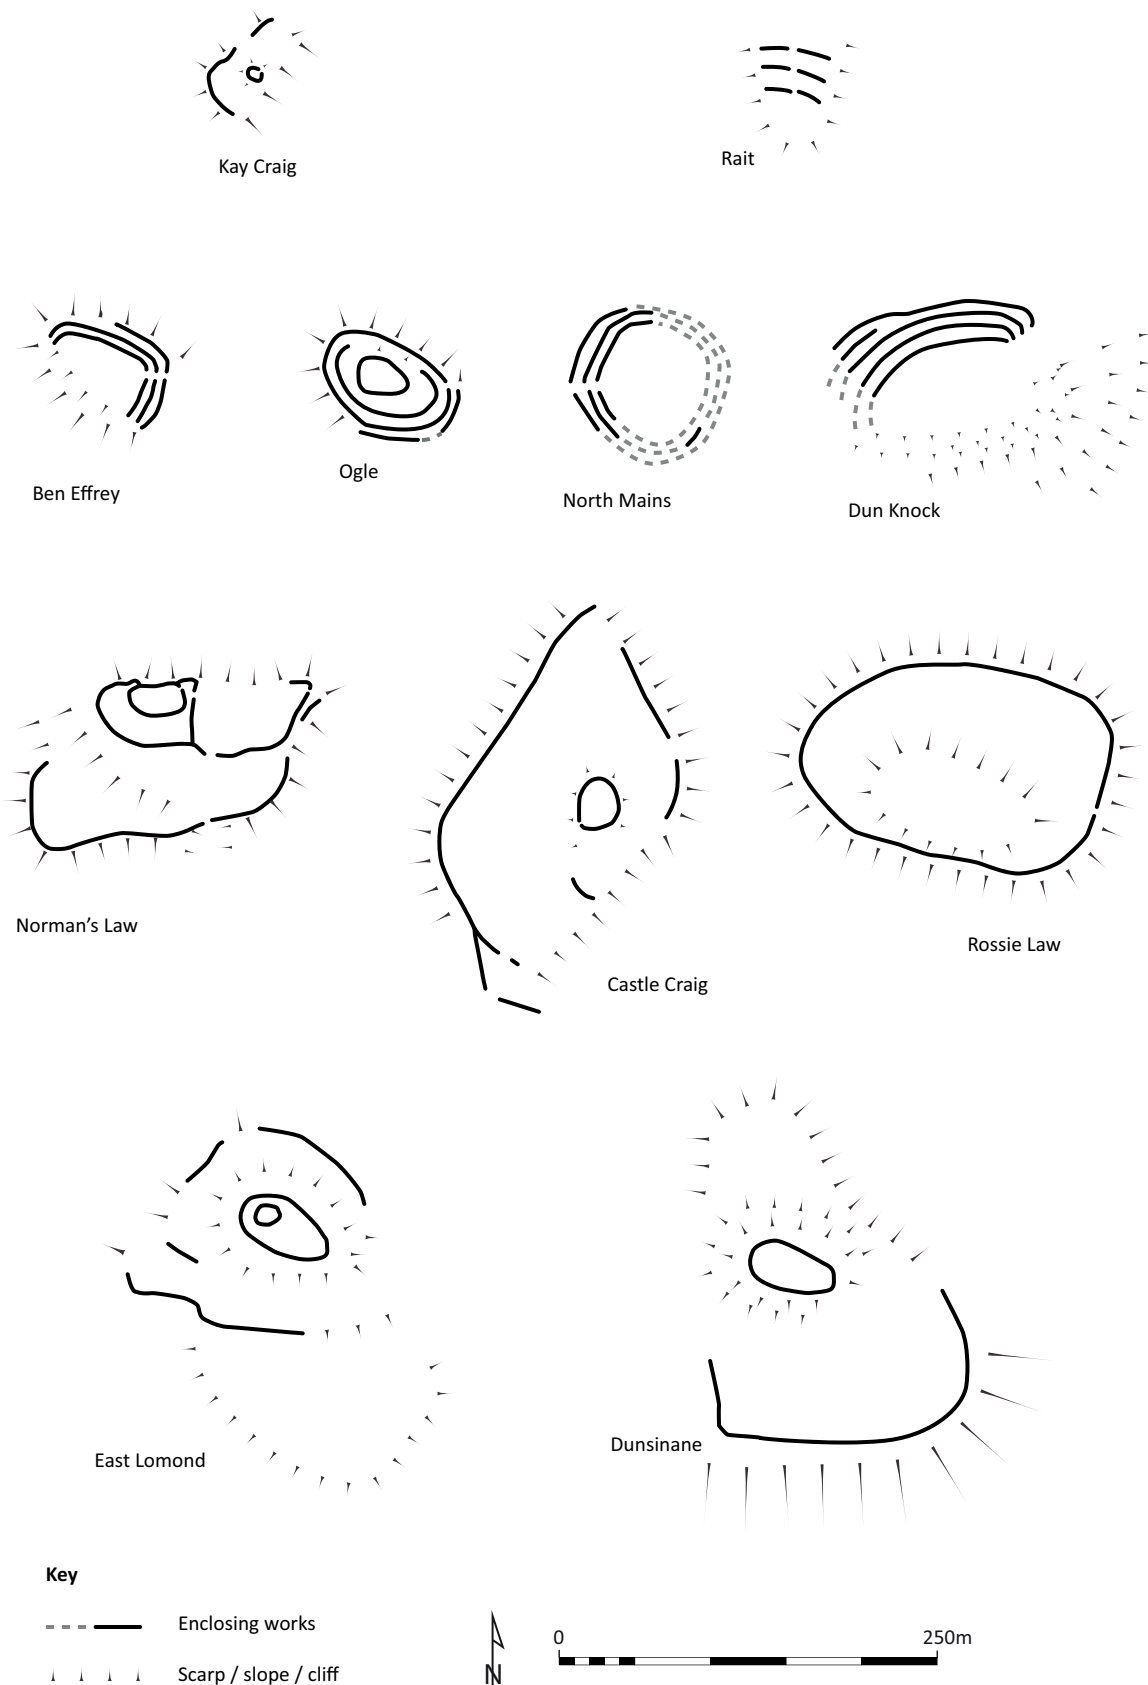 Kay Craig
Rait
Ben Effrey
Ogle
North Mains
Dun Knock
Norman’s Law
Castle Craig
Rossie Law
East Lomond
Dunsinane
Key
Enclosing works
Scarp / slope / cliff
N
0 250m